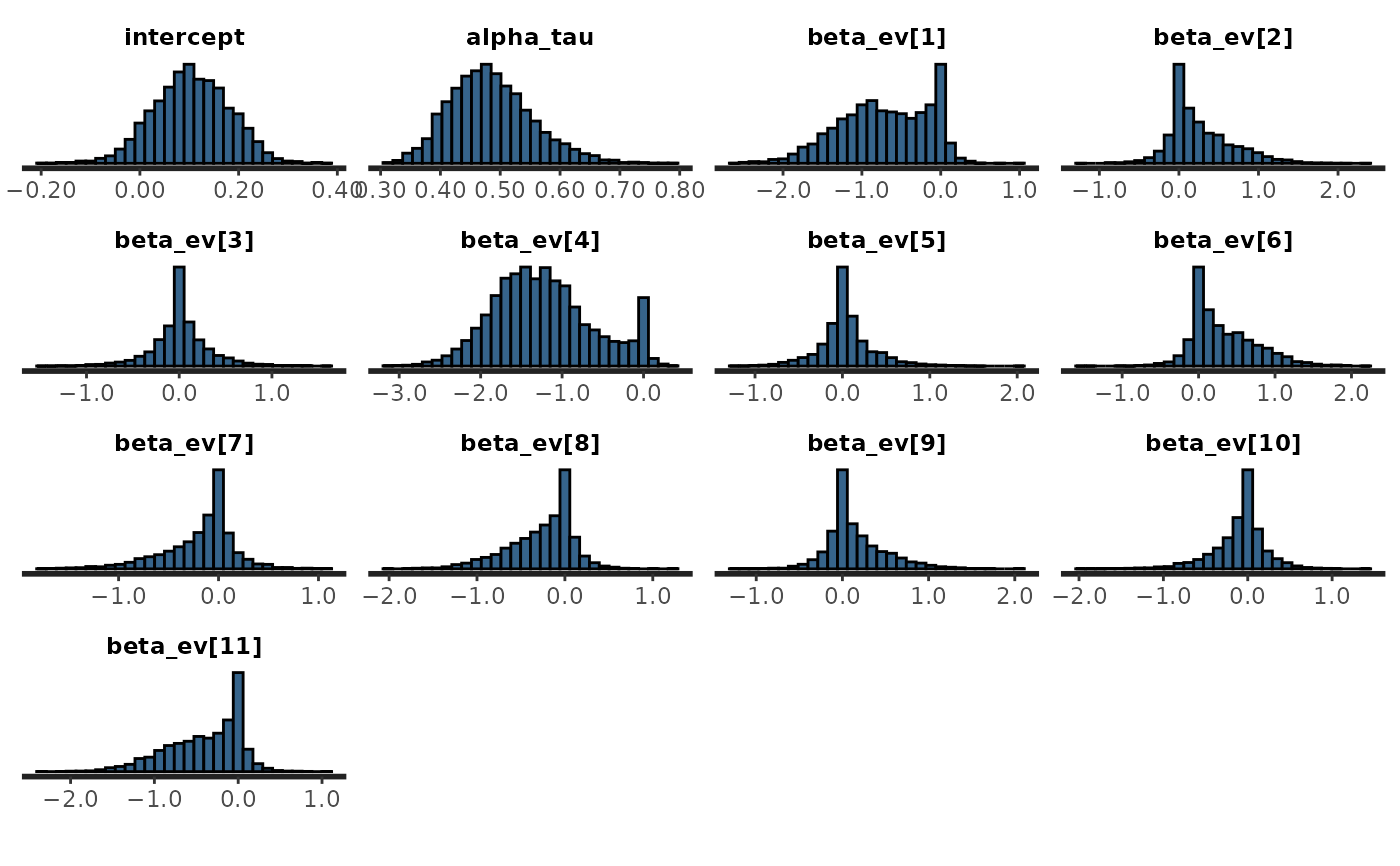 intercept alpha_tau beta_ev[1] beta_ev[2]
−0.20 0.00 0.20 0.40 0.30 0.40 0.50 0.60 0.70 0.80 −2.0 −1.0 0.0 1.0 −1.0 0.0 1.0 2.0
beta_ev[3] beta_ev[4] beta_ev[5] beta_ev[6]
−1.0 0.0 1.0 −3.0 −2.0 −1.0 0.0 −1.0 0.0 1.0 2.0 −1.0 0.0 1.0 2.0
beta_ev[7] beta_ev[8] beta_ev[9] beta_ev[10]
−1.0 0.0 1.0 −2.0 −1.0 0.0 1.0 −1.0 0.0 1.0 2.0 −2.0 −1.0 0.0 1.0
beta_ev[11]
−2.0 −1.0 0.0 1.0